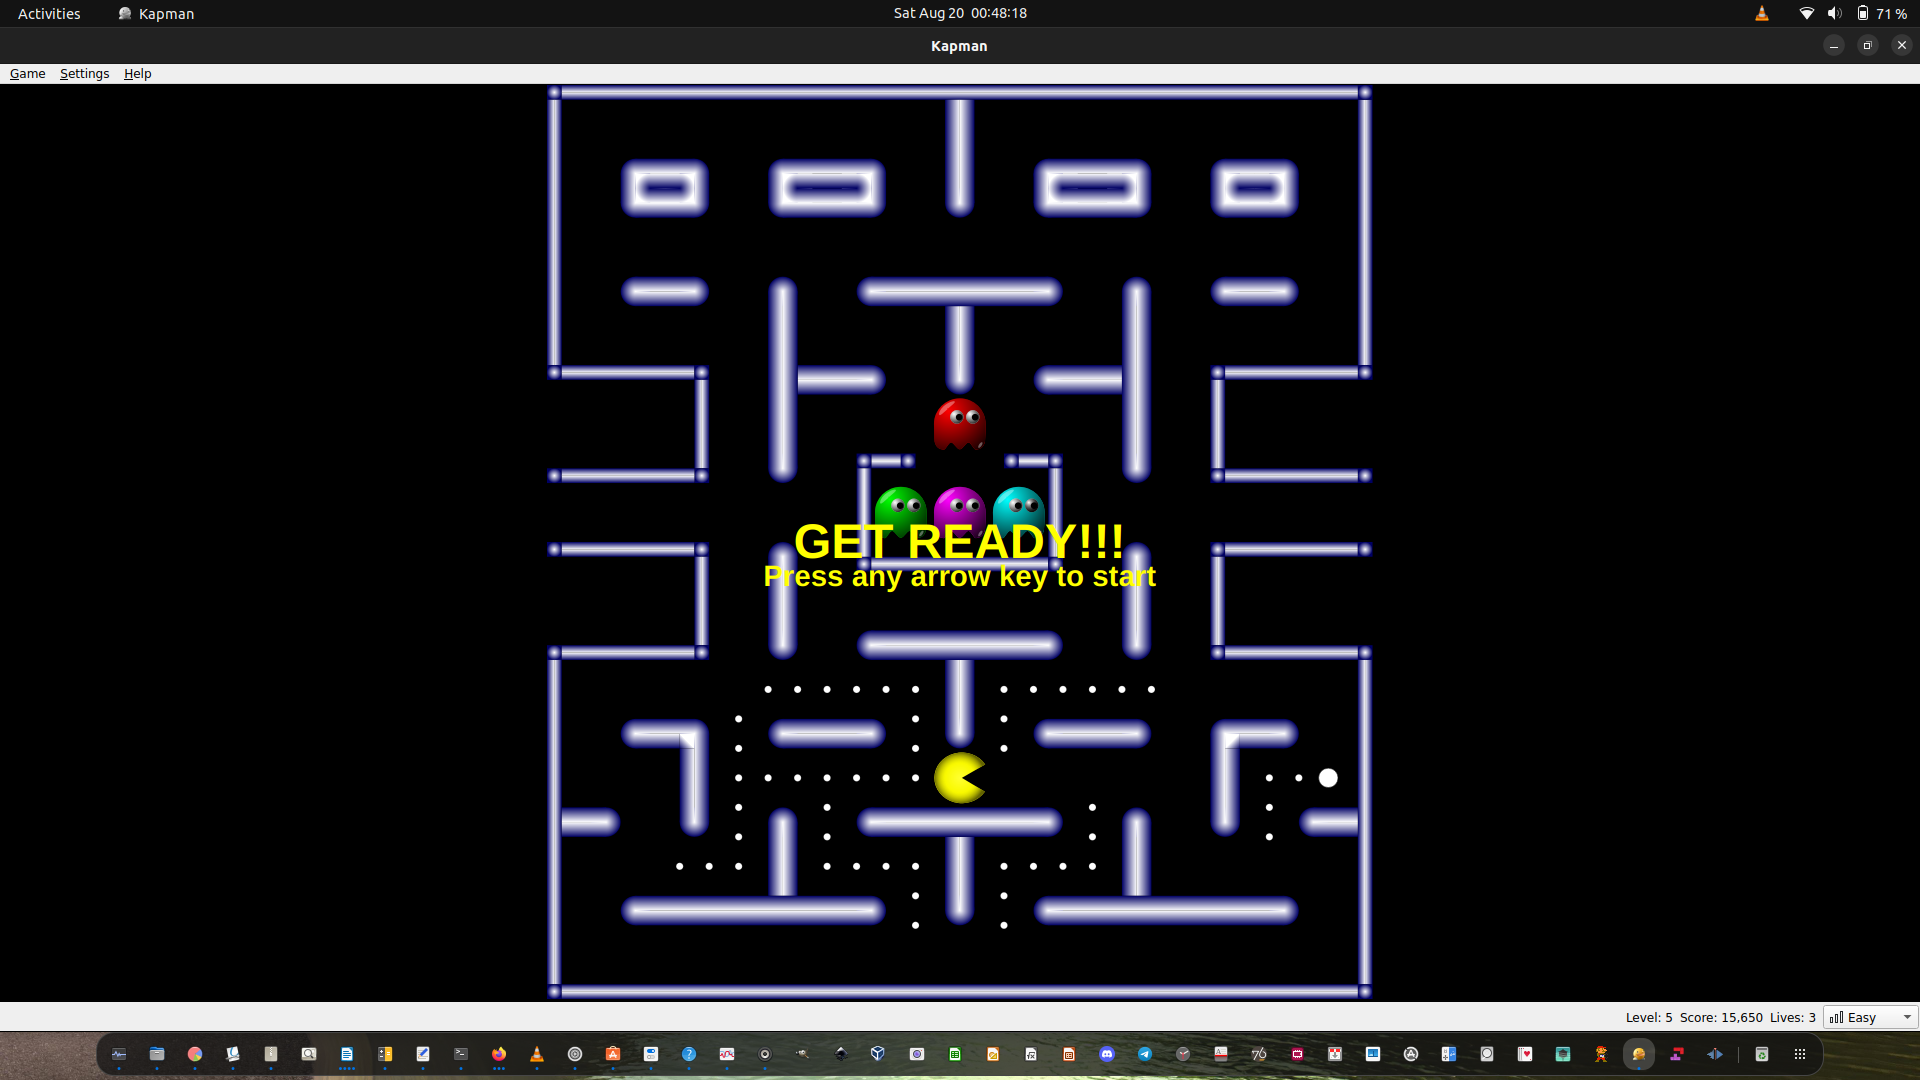 Activities Kapman Sat Aug 20 00:48:18 71 %
Kapman
Game Settings Help
GET READY!!!
Press any arrow key to start
Level: 5 Score: 15,650 Lives: 3 Easy